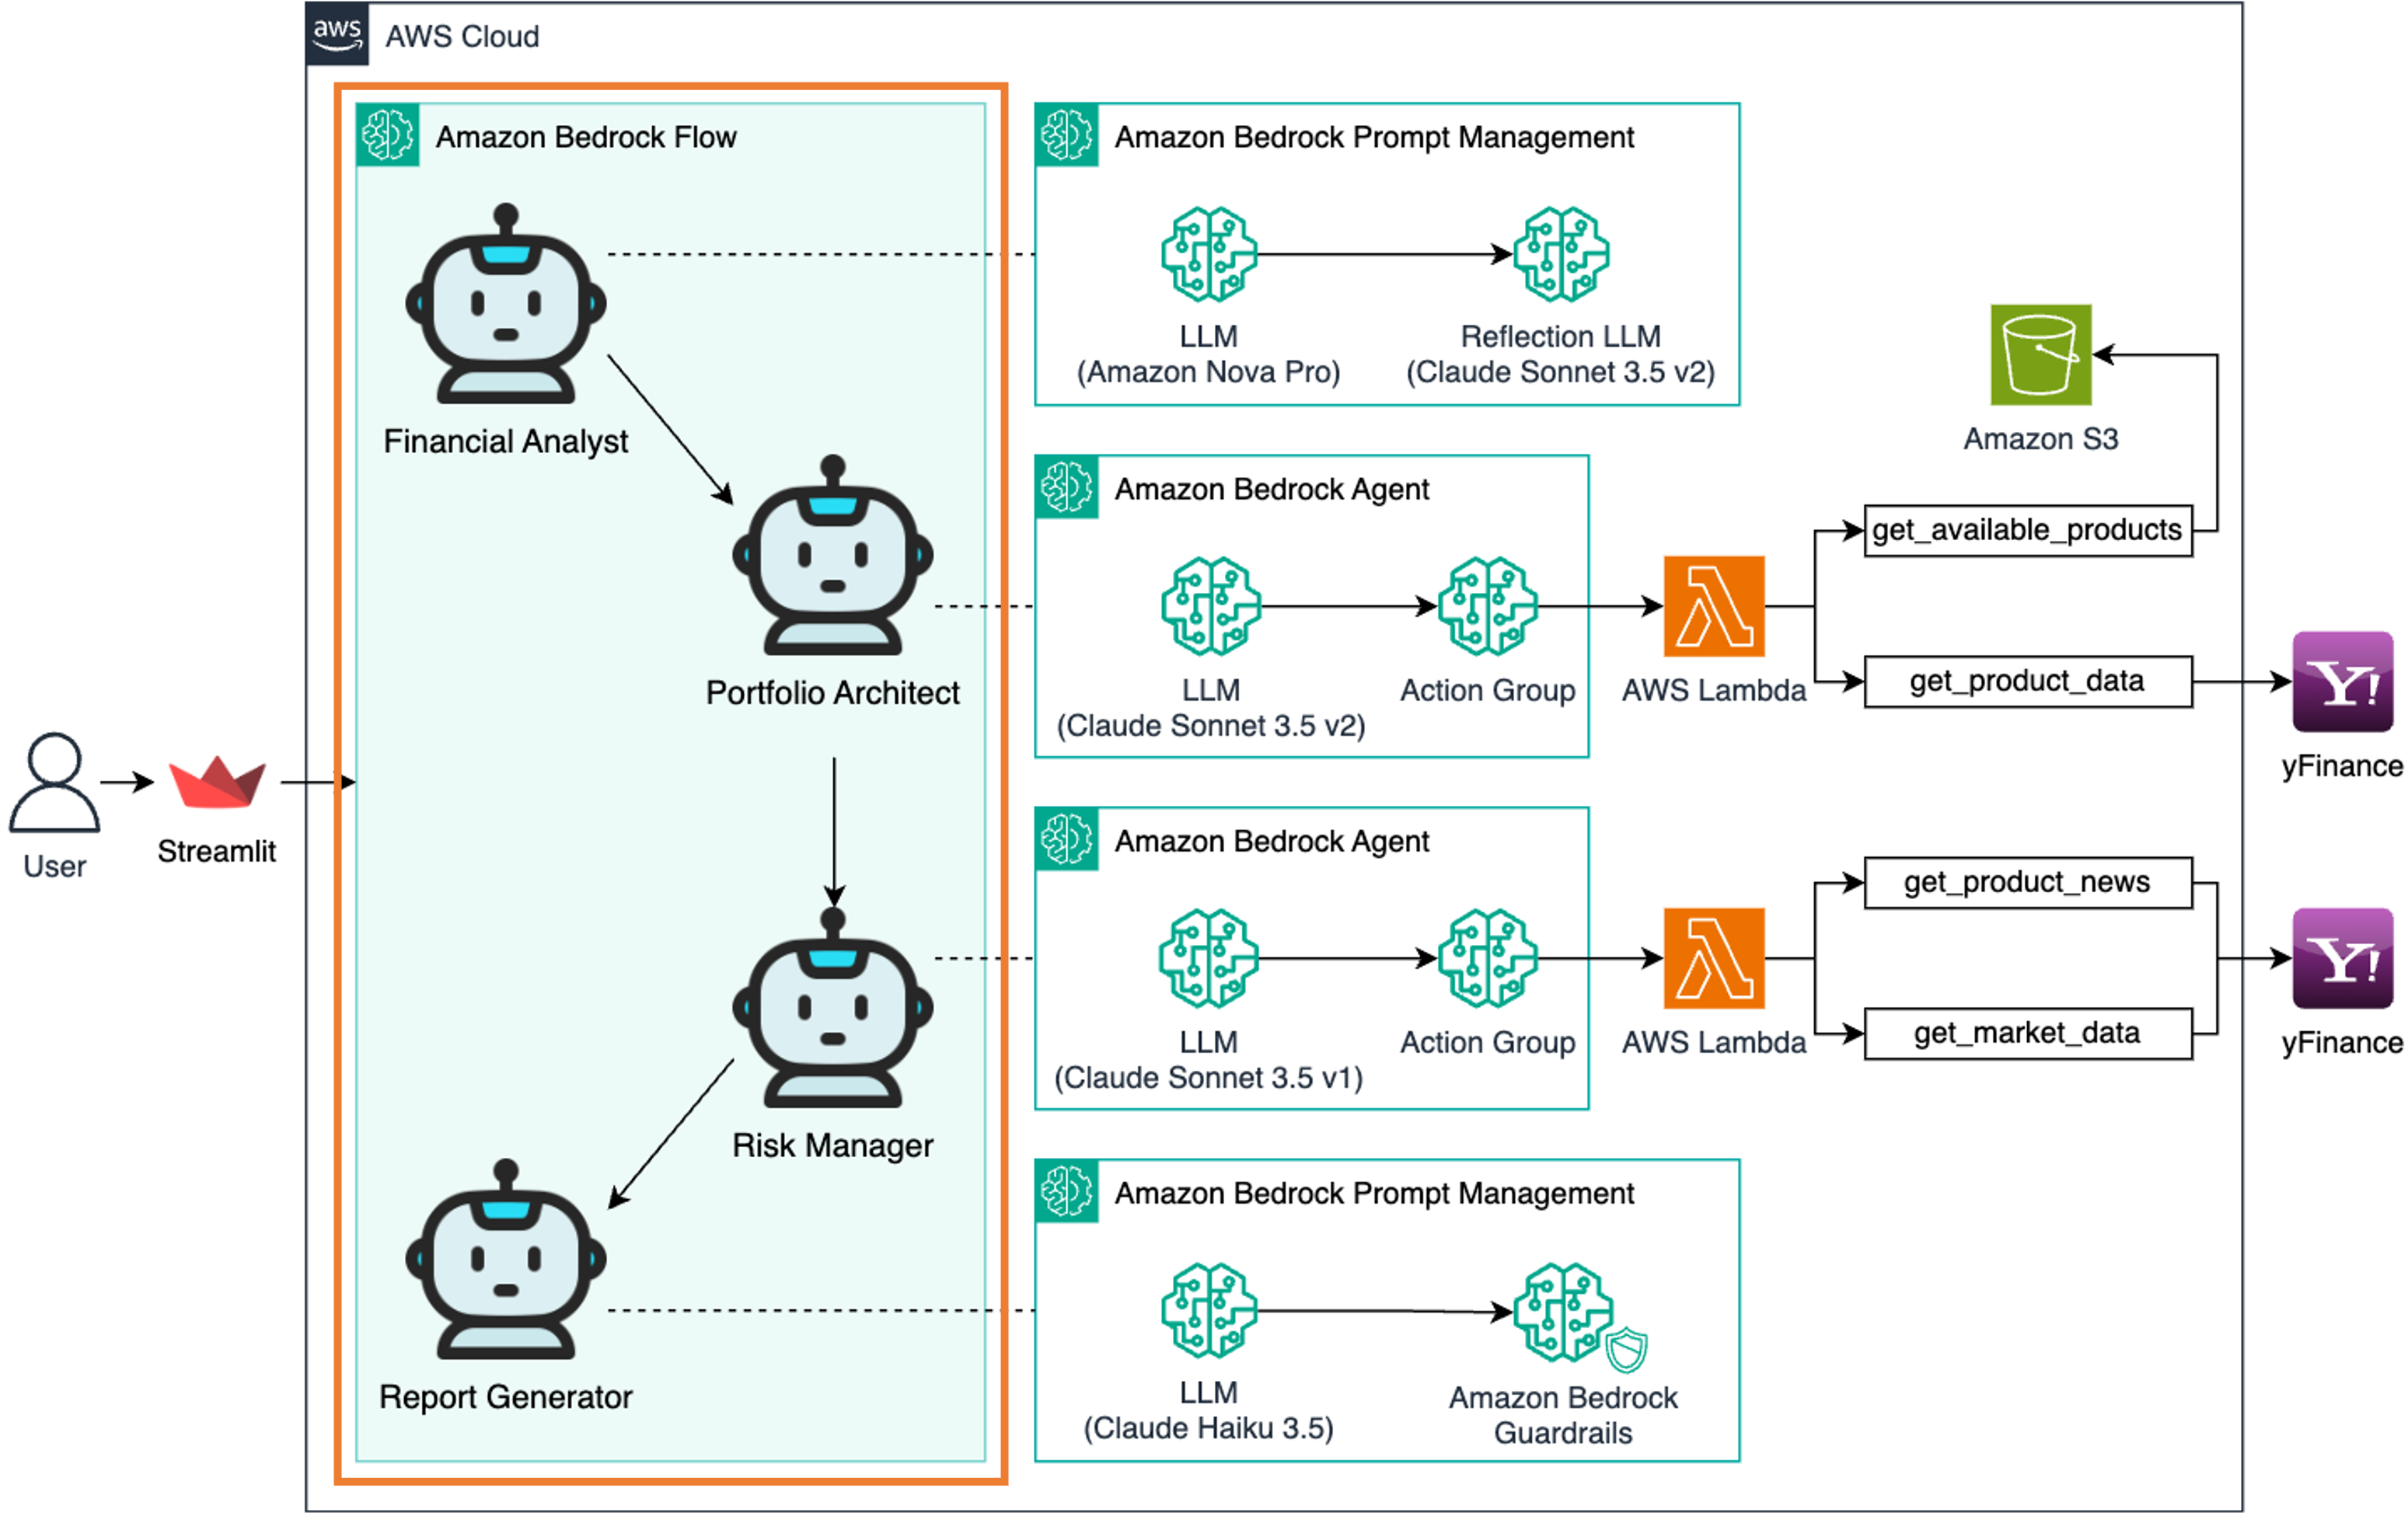 aws
AWS Cloud
Amazon Bedrock Flow
Financial Analyst
Portfolio Architect
Risk Manager
Report Generator
User
Streamlit
Amazon Bedrock Prompt Management
LLM
(Amazon Nova Pro)
Reflection LLM
(Claude Sonnet 3.5 v2)
Amazon Bedrock Agent
LLM
(Claude Sonnet 3.5 v2)
Action Group
AWS Lambda
get_available_products
get_product_data
Amazon S3
Y!
yFinance
Amazon Bedrock Agent
LLM
(Claude Sonnet 3.5 v1)
Action Group
AWS Lambda
get_product_news
get_market_data
Y!
yFinance
Amazon Bedrock Prompt Management
LLM
(Claude Haiku 3.5)
Amazon Bedrock
Guardrails